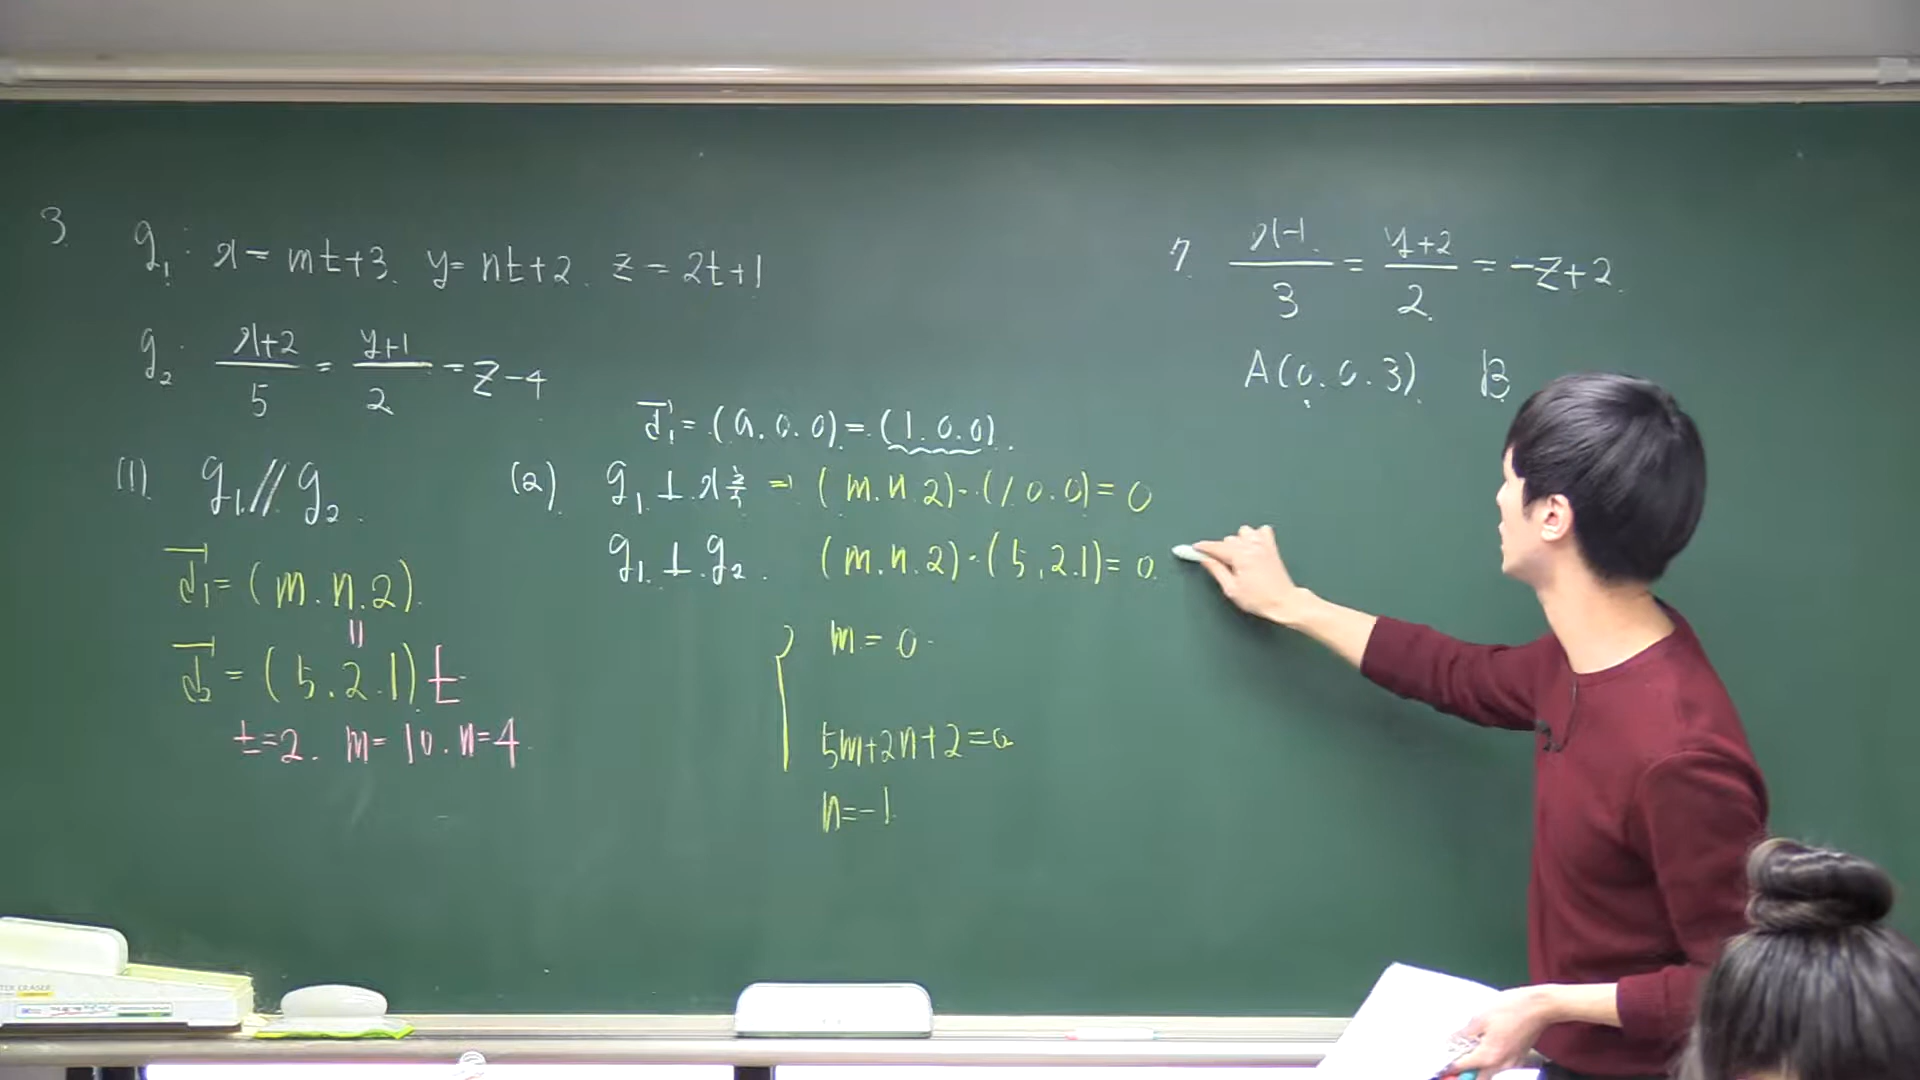 3. g₁: x = mt+3. y = nt+2. z = 2t+1
g₂: (x+2)/5 = (y+1)/2 = z-4
(1) g₁ // g₂.
d₁ = (m.n.2).
=
d₂ = (5.2.1)t
t=2. m=10. n=4
d₁ = (a.0.0) = (1.0.0).
(2) g₁ ⊥ x축 ⇒ (m.n.2)·(1.0.0) = 0
g₁ ⊥ g₂. (m.n.2)·(5,2.1) = 0.
m = 0.
5m+2n+2=0
n=-1.
7. (x-1)/3 = (y+2)/2 = -z+2.
A(0.0.3) B